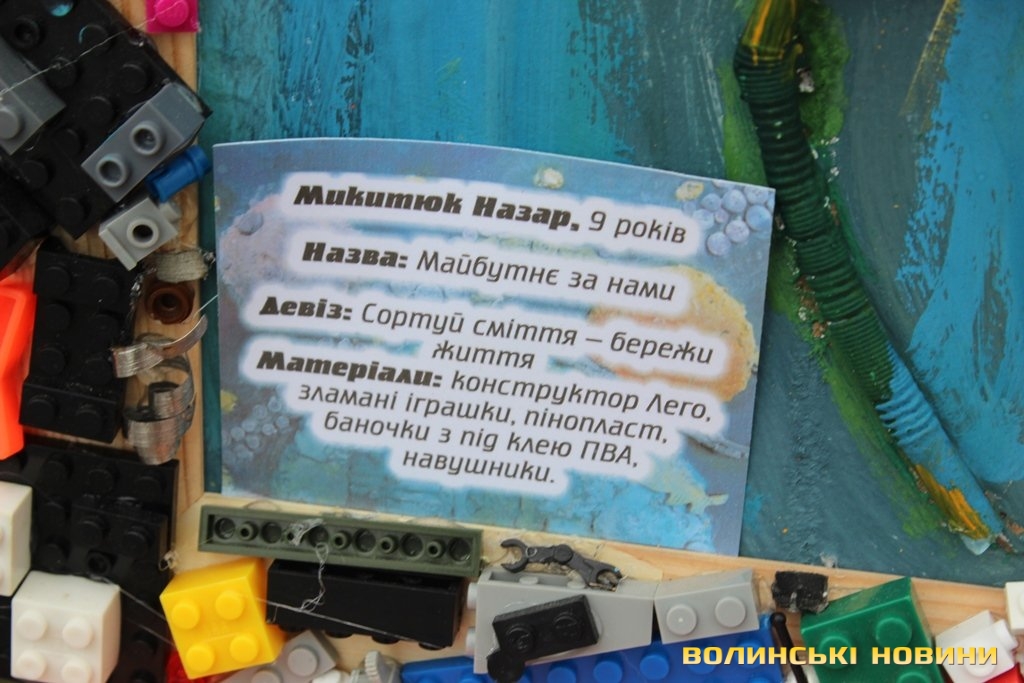 Микитюк Назар, 9 років
Назва: Майбутнє за нами
Девіз: Сортуй сміття – бережи
життя
Матеріали: конструктор Лего,
зламані іграшки, пінопласт,
баночки з під клею ПВА,
навушники.
ВОЛИНСЬКІ НОВИНИ